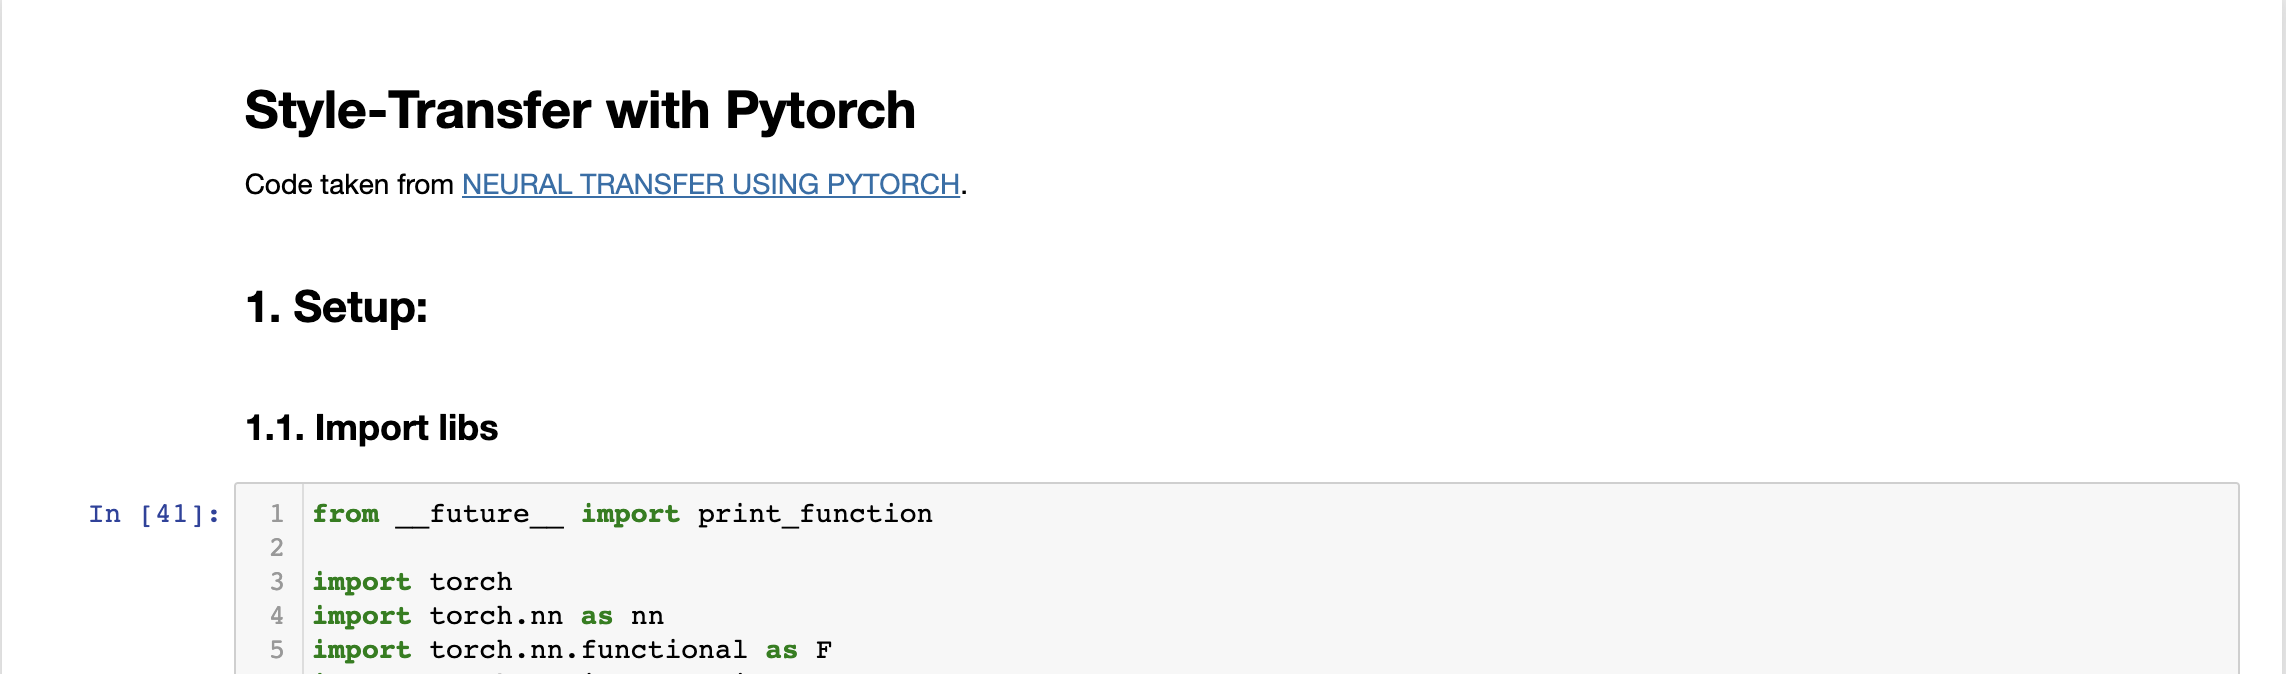 Style-Transfer with Pytorch
Code taken from NEURAL TRANSFER USING PYTORCH.
1. Setup:
1.1. Import libs
In [41]:
1 from __future__ import print_function
2
3 import torch
4 import torch.nn as nn
5 import torch.nn.functional as F